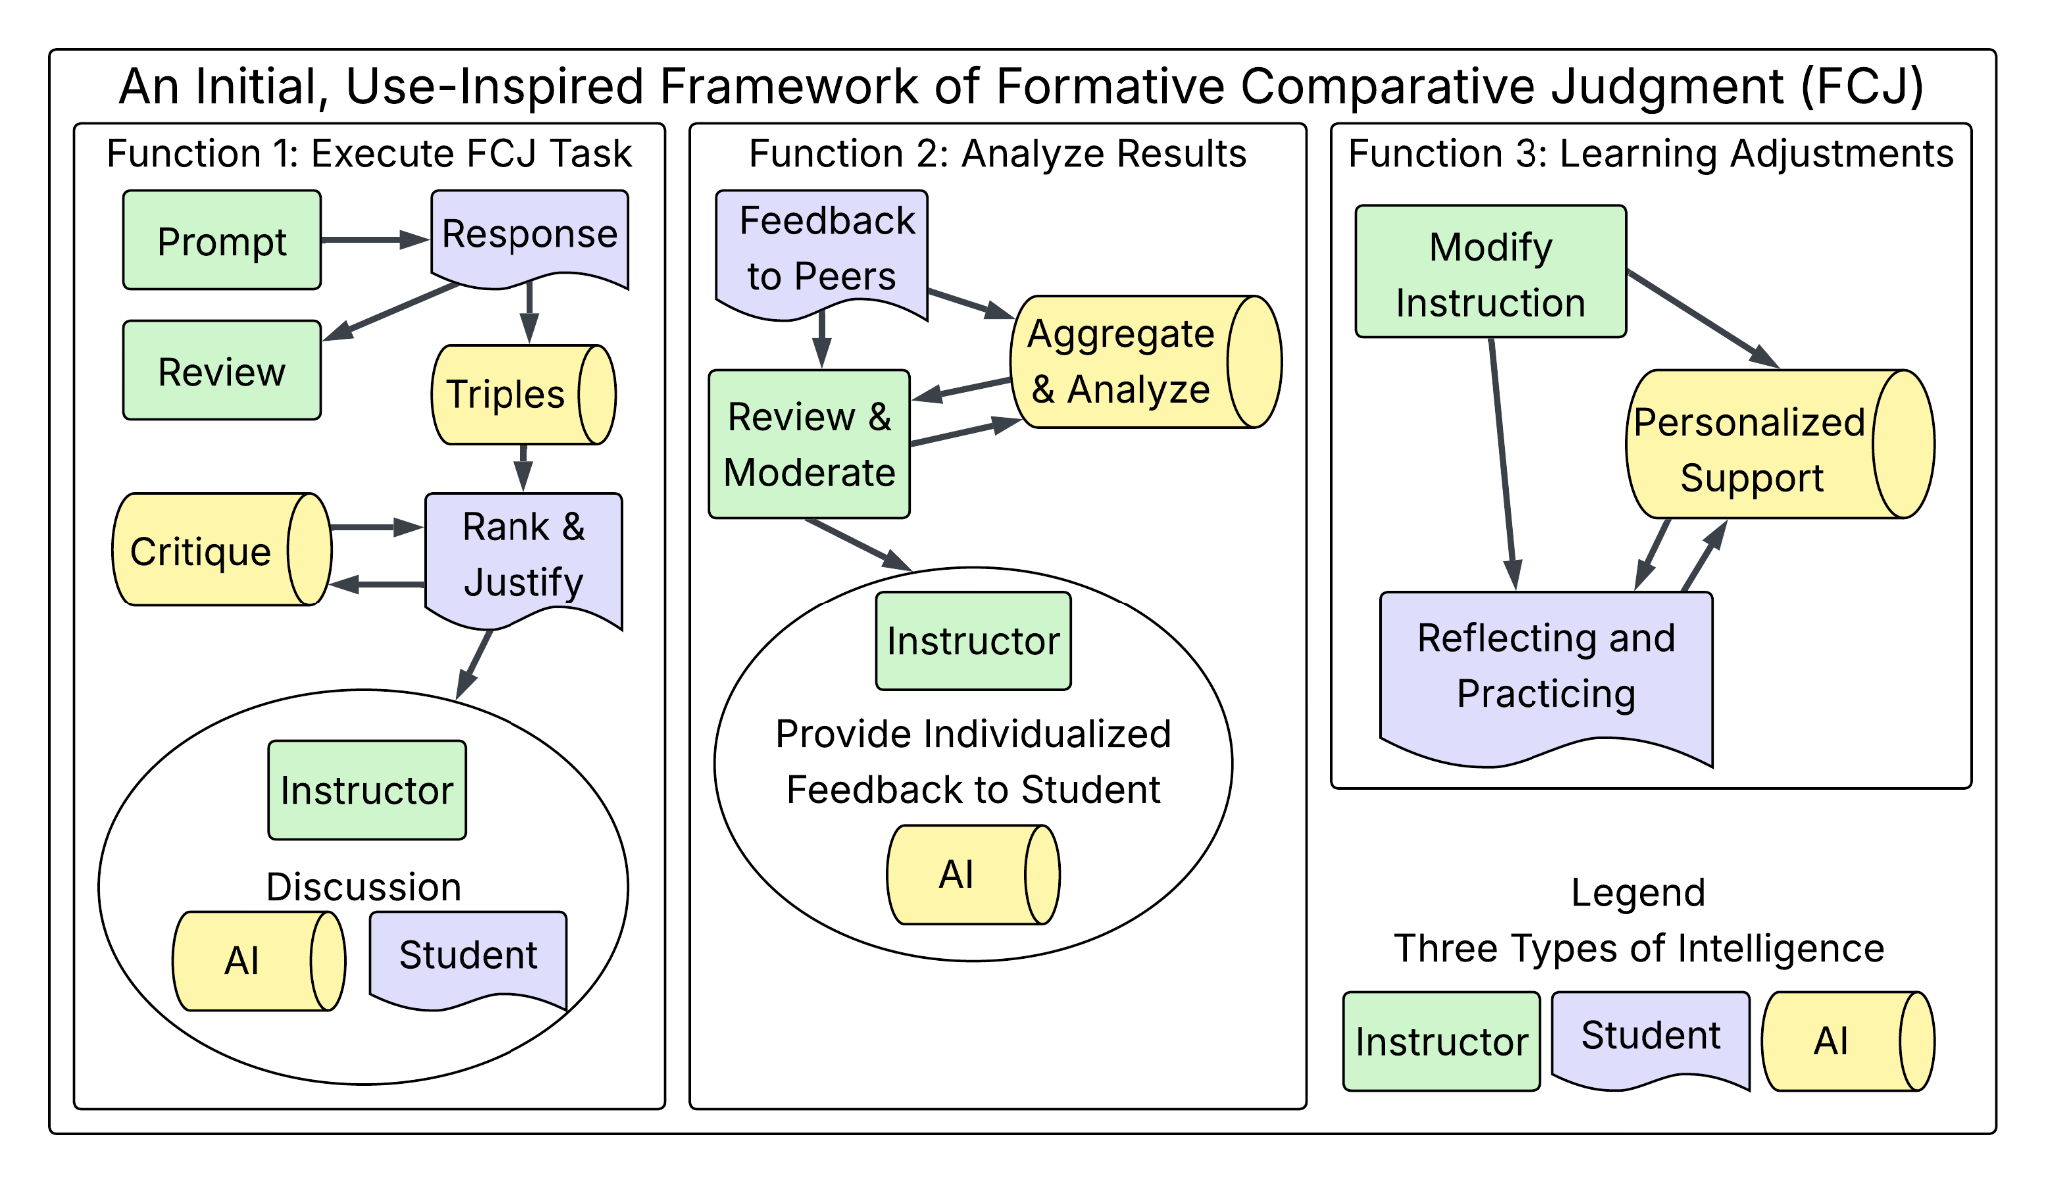 An Initial, Use-Inspired Framework of Formative Comparative Judgment (FCJ)
Function 1: Execute FCJ Task
Prompt
Response
Review
Triples
Critique
Rank &
Justify
Instructor
Discussion
AI
Student
Function 2: Analyze Results
Feedback
to Peers
Aggregate
& Analyze
Review &
Moderate
Instructor
Provide Individualized
Feedback to Student
AI
Function 3: Learning Adjustments
Modify
Instruction
Personalized
Support
Reflecting and
Practicing
Legend
Three Types of Intelligence
Instructor
Student
AI